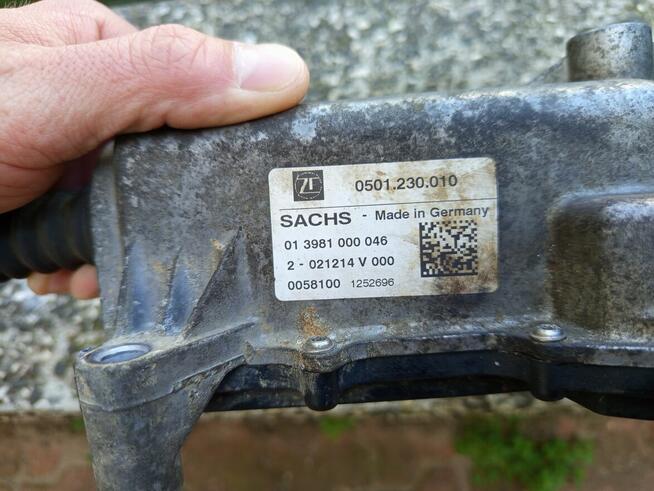 ZF 0501.230.010
SACHS - Made in Germany
01 3981 000 046
2 - 021214 V 000
0058100 1252696